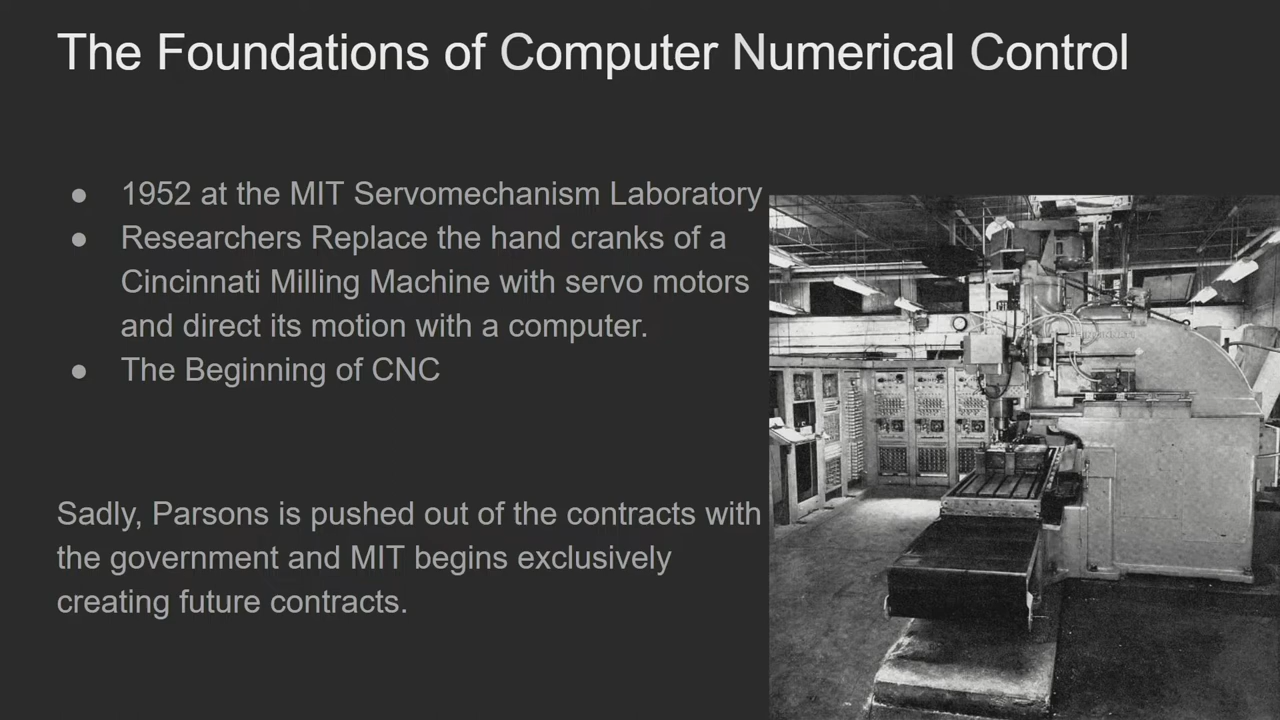 The Foundations of Computer Numerical Control
● 1952 at the MIT Servomechanism Laboratory
● Researchers Replace the hand cranks of a
Cincinnati Milling Machine with servo motors
and direct its motion with a computer.
● The Beginning of CNC
Sadly, Parsons is pushed out of the contracts with
the government and MIT begins exclusively
creating future contracts.